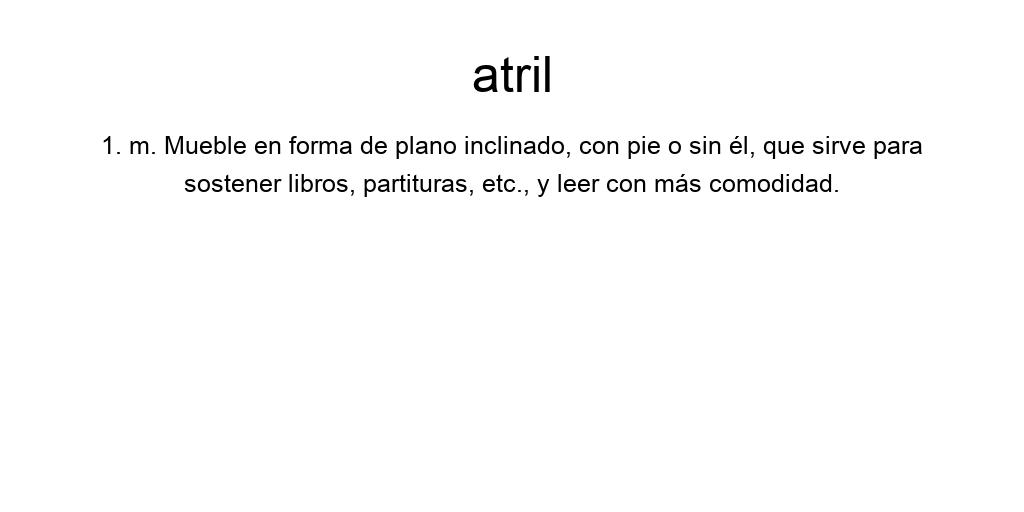 atril
1. m. Mueble en forma de plano inclinado, con pie o sin él, que sirve para
sostener libros, partituras, etc., y leer con más comodidad.